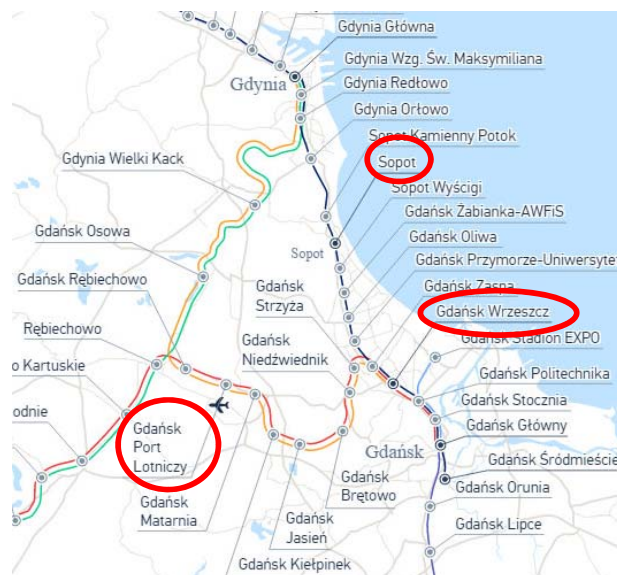 Gdynia Główna
Gdynia Wzg. Św. Maksymiliana
Gdynia
Gdynia Redłowo
Gdynia Orłowo
Sopot Kamienny Potok
Gdynia Wielki Kack
Sopot
Sopot Wyścigi
Gdańsk Żabianka-AWFiS
Gdańsk Osowa
Gdańsk Oliwa
Sopot
Gdańsk Przymorze-Uniwersyte
Gdańsk Rębiechowo
Gdańsk
Strzyża
Gdańsk Zaspa
Gdańsk Wrzeszcz
Rębiechowo
Gdańsk
Niedźwiednik
Gdańsk Stadion EXPO
o Kartuskie
Gdańsk Politechnika
Gdańsk Stocznia
odnie
Gdańsk
Port
Lotniczy
Gdańsk
Gdańsk Główny
Gdańsk Śródmieście
Gdańsk
Brętowo
Gdańsk Orunia
Gdańsk
Matarnia
Gdańsk
Jasień
Gdańsk Lipce
Gdańsk Kiełpinek